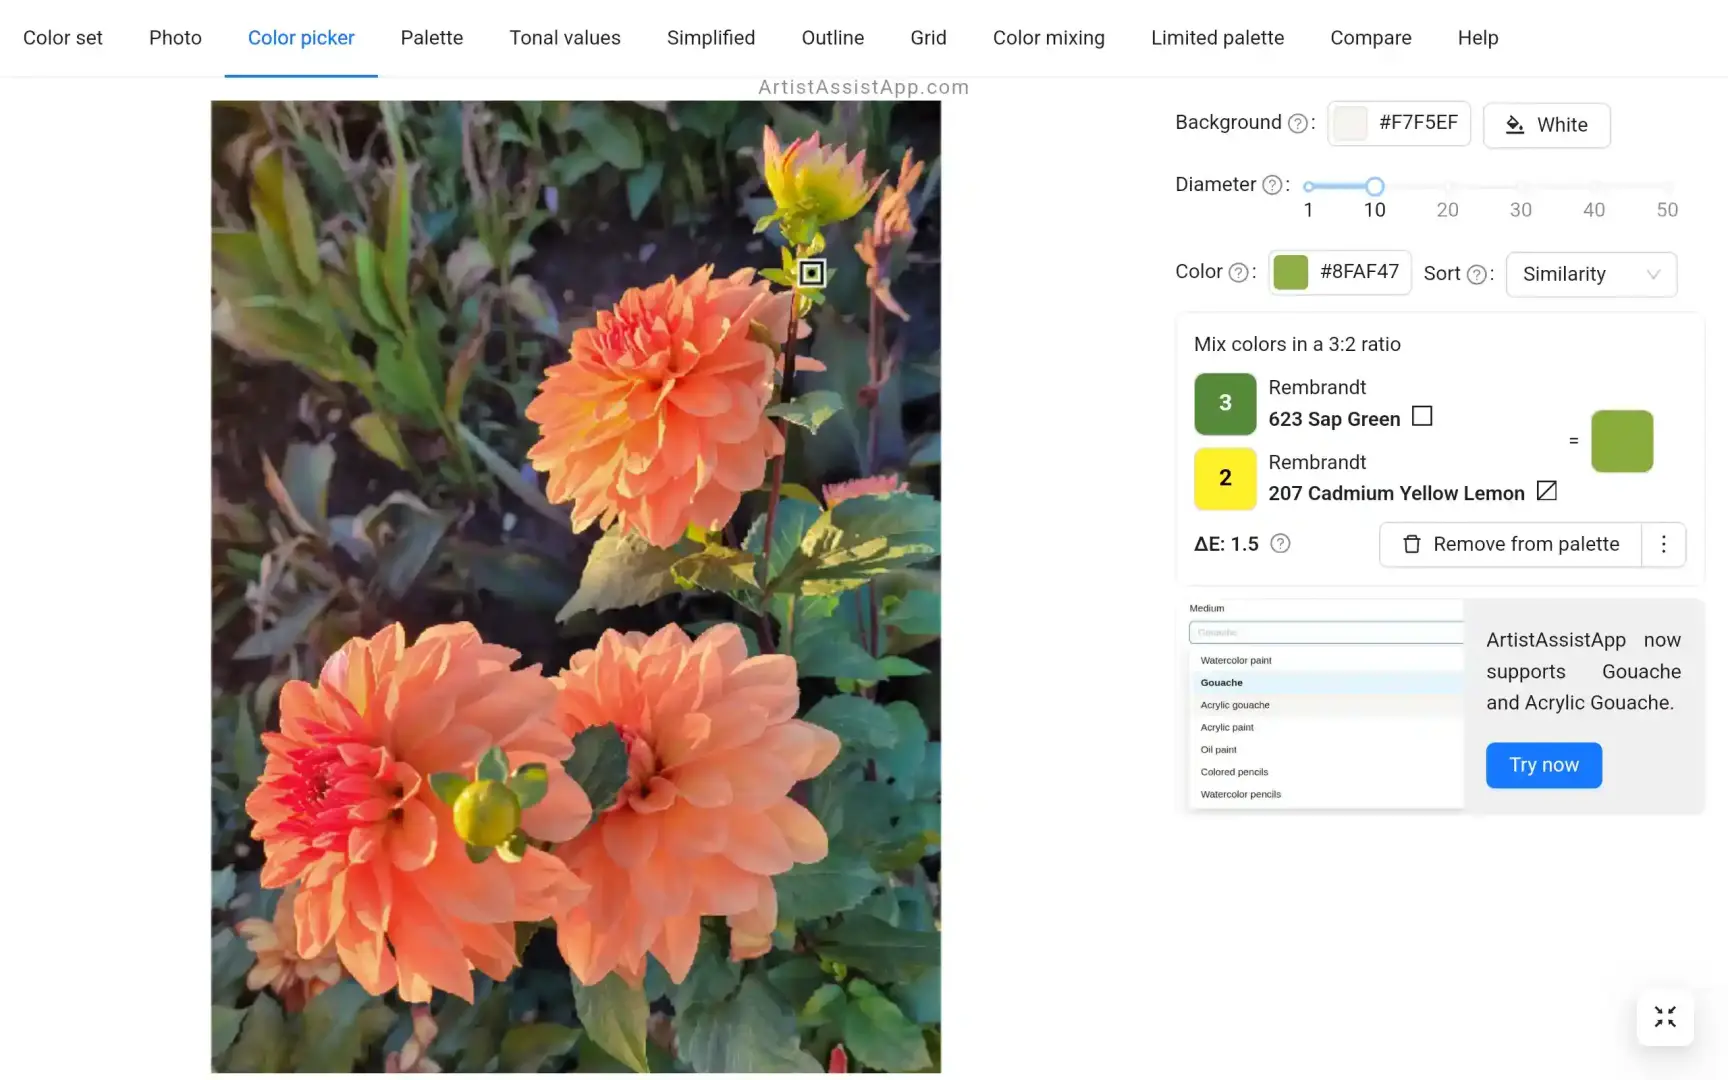 Color set Photo Color picker Palette Tonal values Simplified Outline Grid Color mixing Limited palette Compare Help
ArtistAssistApp.com
Background ? : #F7F5EF White
Diameter ? :
1 10 20 30 40 50
Color ? : #8FAF47 Sort ? : Similarity
Mix colors in a 3:2 ratio
3 Rembrandt
623 Sap Green
=
2 Rembrandt
207 Cadmium Yellow Lemon
ΔE: 1.5 ? Remove from palette
Medium
Gouache
Watercolor paint
Gouache
Acrylic gouache
Acrylic paint
Oil paint
Colored pencils
Watercolor pencils
ArtistAssistApp now
supports Gouache
and Acrylic Gouache.
Try now